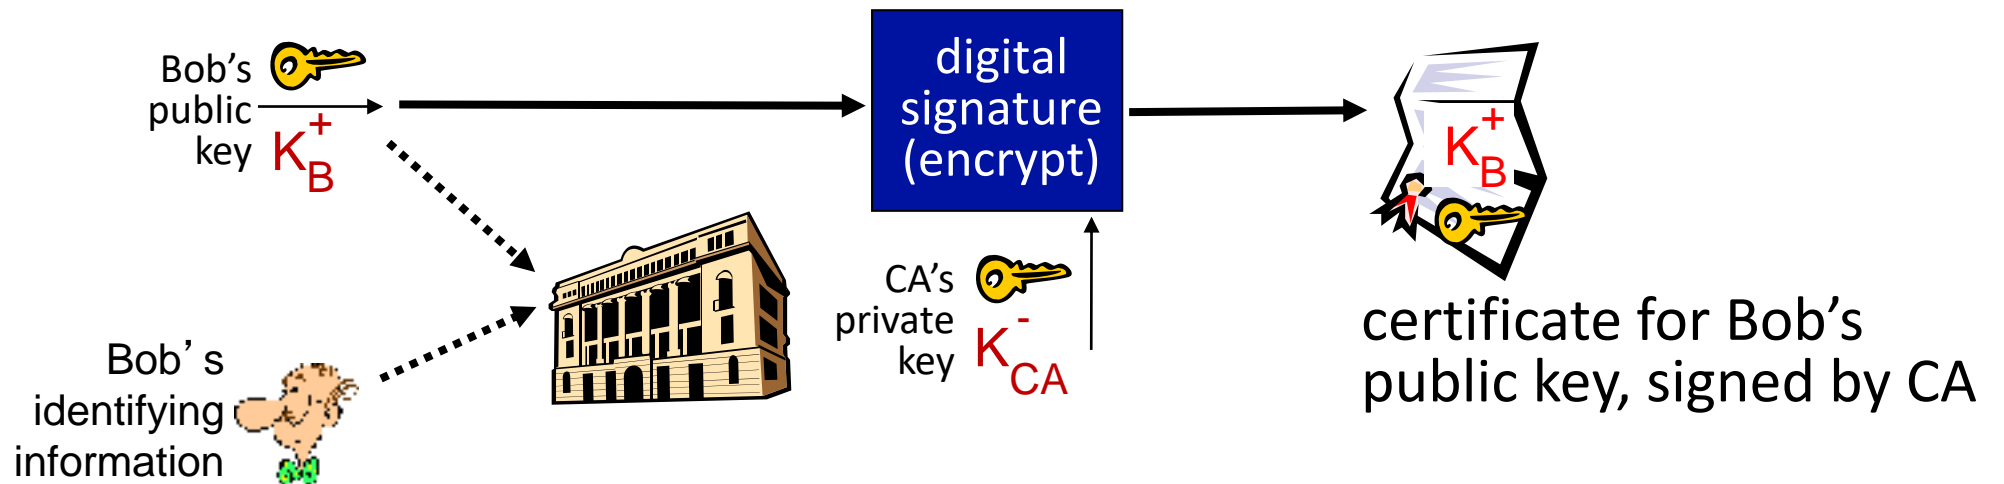 Bob's
public
key
K
+
B
digital
signature
(encrypt)
K
+
B
CA's
private
key
K
-
CA
certificate for Bob's
public key, signed by CA
Bob's
identifying
information